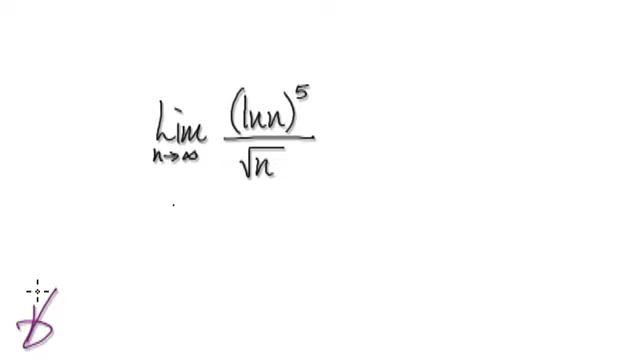 lim n→∞ (ln n)^5 / √n